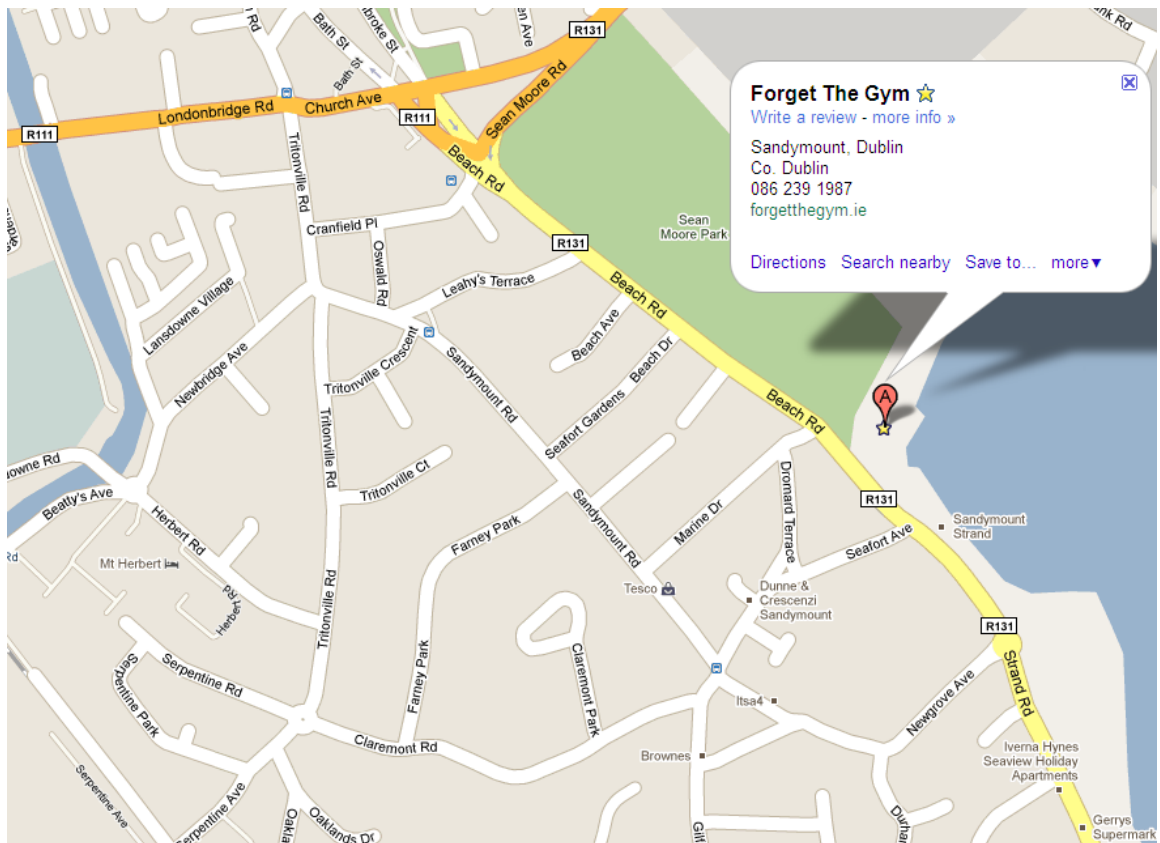 Bath St
R131
Bath St
R111
Londonbridge Rd
Church Ave
R111
Sean Moore Rd
Beach Rd
Tritonville Rd
Cranfield Pl
Oswald Rd
Leahy's Terrace
R131
Sean
Moore Park
Forget The Gym
Write a review - more info »
Sandymount, Dublin
Co. Dublin
086 239 1987
forgetthegym.ie
Directions Search nearby Save to... more▼
A
Lansdowne Village
Newbridge Ave
Tritonville Crescent
Beach Ave
Beach Rd
Beach Dr
Seafort Gardens
Sandymount Rd
Beach Rd
Tritonville Rd
Tritonville Ct
Beatty's Ave
Herbert Rd
Mt Herbert
Herbert Rd
Farney Park
Sandymount Rd
Marine Dr
Dromard Terrace
R131
Seafort Ave
Sandymount
Strand
Tesco
Dunne &
Crescenzi
Sandymount
Tritonville Rd
Farney Park
Claremont Park
R131
Strand Rd
Serpentine Rd
Serpentine Park
Claremont Rd
Itsa4
Newgrove Ave
Brownes
Iverna Hynes
Seaview Holiday
Apartments
Serpentine Ave
Serpentine Ave
Oaklands Dr
Gerrys
Supermark